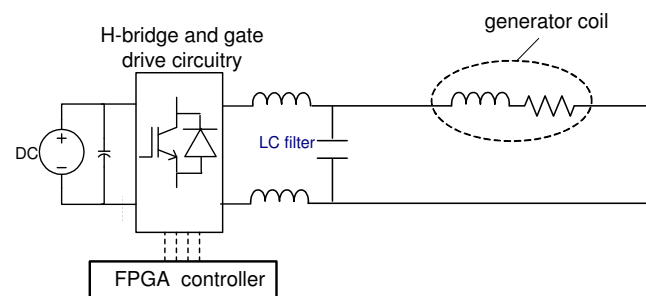 generator coil
H-bridge and gate
drive circuitry
DC
+
−
LC filter
FPGA controller